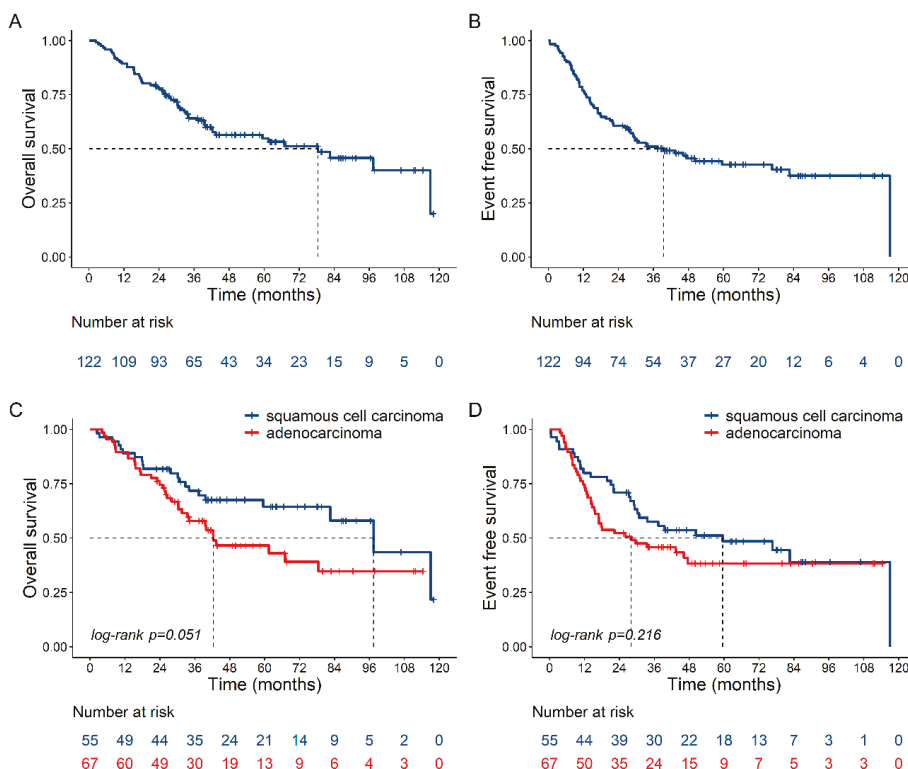 A
Overall survival
1.00
0.75
0.50
0.25
0.00
0 12 24 36 48 60 72 84 96 108 120
Time (months)
Number at risk
122 109 93 65 43 34 23 15 9 5 0
B
Event free survival
1.00
0.75
0.50
0.25
0.00
0 12 24 36 48 60 72 84 96 108 120
Time (months)
Number at risk
122 94 74 54 37 27 20 12 6 4 0
C
squamous cell carcinoma
adenocarcinoma
Overall survival
1.00
0.75
0.50
0.25
0.00
log-rank p=0.051
0 12 24 36 48 60 72 84 96 108 120
Time (months)
Number at risk
55 49 44 35 24 21 14 9 5 2 0
67 60 49 30 19 13 9 6 4 3 0
D
squamous cell carcinoma
adenocarcinoma
Event free survival
1.00
0.75
0.50
0.25
0.00
log-rank p=0.216
0 12 24 36 48 60 72 84 96 108 120
Time (months)
Number at risk
55 44 39 30 22 18 13 7 3 1 0
67 50 35 24 15 9 7 5 3 3 0